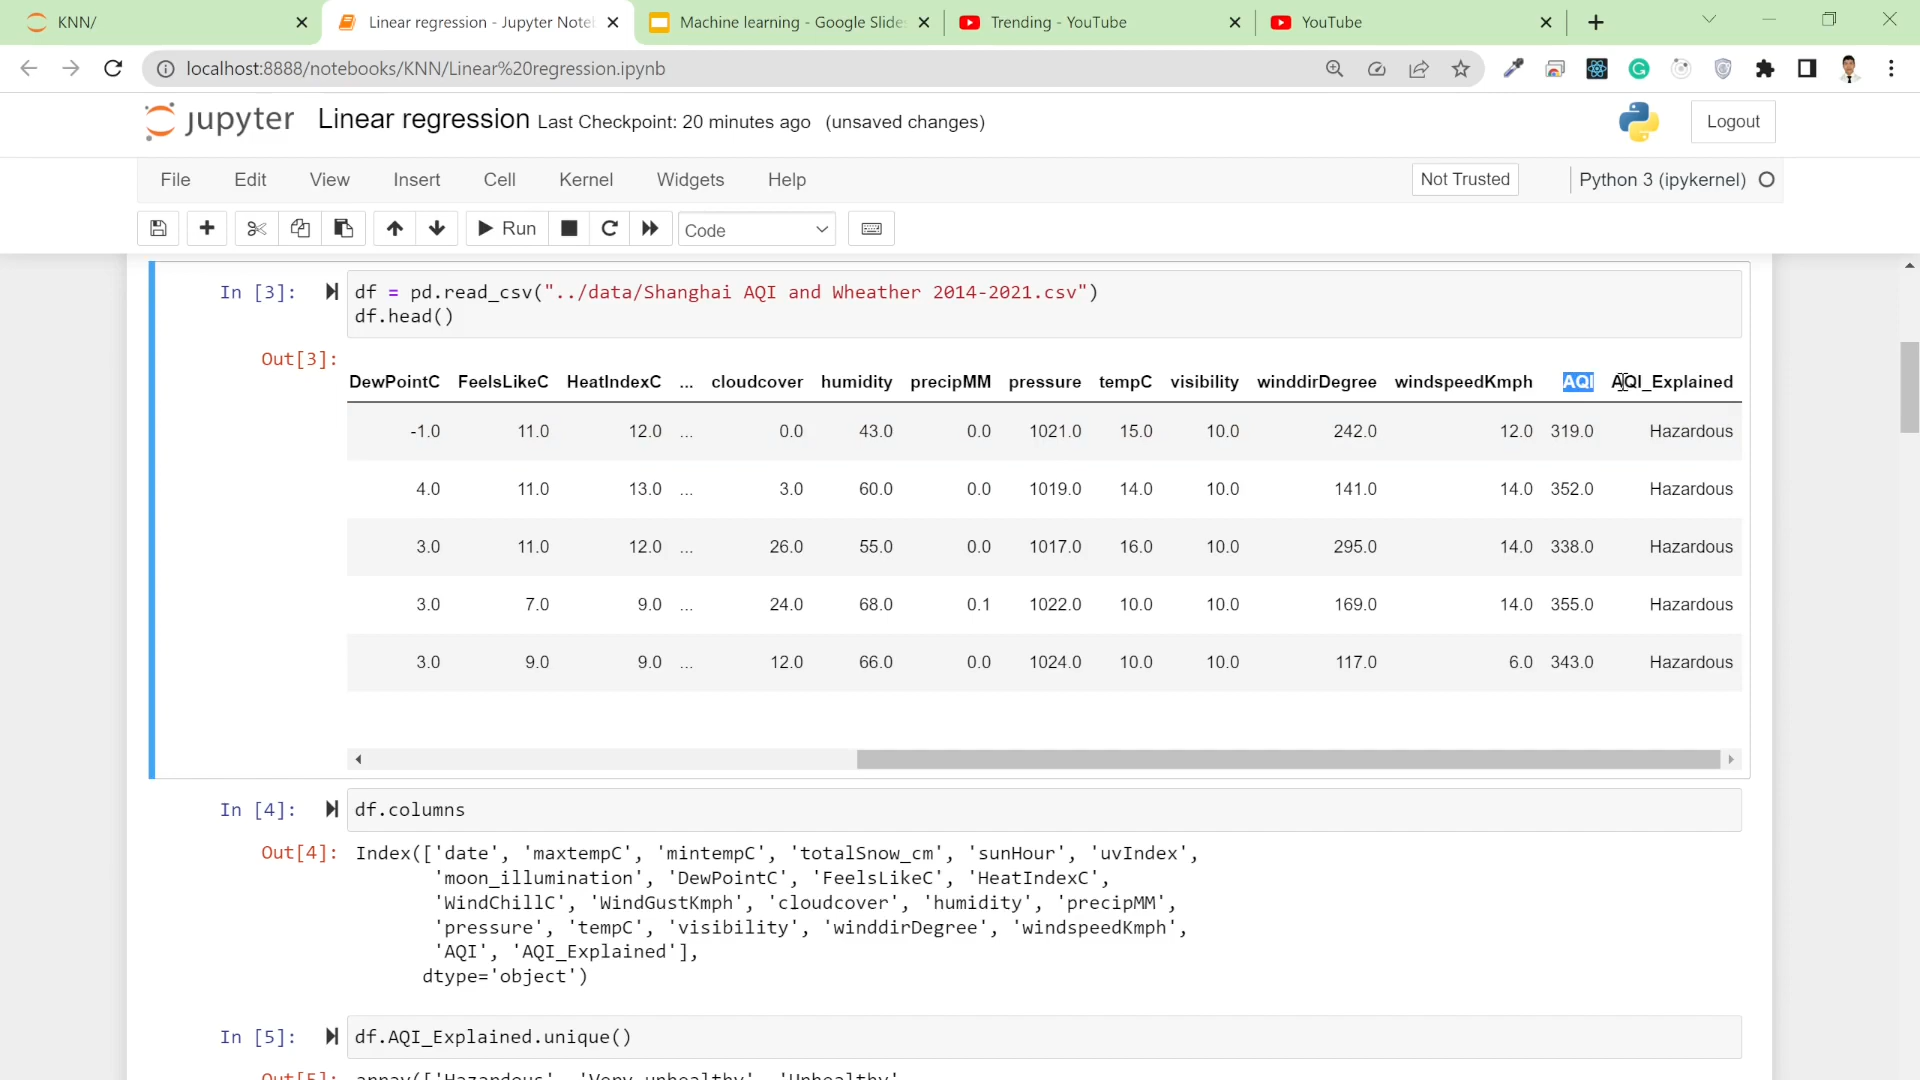 KNN/
Linear regression - Jupyter Note
Machine learning - Google Slide
Trending - YouTube
YouTube
localhost:8888/notebooks/KNN/Linear%20regression.ipynb
jupyter Linear regression Last Checkpoint: 20 minutes ago (unsaved changes)
Logout
File Edit View Insert Cell Kernel Widgets Help
Not Trusted
Python 3 (ipykernel)
Run
Code
In [3]: df = pd.read_csv("../data/Shanghai AQI and Wheather 2014-2021.csv")
df.head()
Out[3]:
DewPointC FeelsLikeC HeatIndexC ... cloudcover humidity precipMM pressure tempC visibility winddirDegree windspeedKmph AQI AQI_Explained
-1.0 11.0 12.0 ... 0.0 43.0 0.0 1021.0 15.0 10.0 242.0 12.0 319.0 Hazardous
4.0 11.0 13.0 ... 3.0 60.0 0.0 1019.0 14.0 10.0 141.0 14.0 352.0 Hazardous
3.0 11.0 12.0 ... 26.0 55.0 0.0 1017.0 16.0 10.0 295.0 14.0 338.0 Hazardous
3.0 7.0 9.0 ... 24.0 68.0 0.1 1022.0 10.0 10.0 169.0 14.0 355.0 Hazardous
3.0 9.0 9.0 ... 12.0 66.0 0.0 1024.0 10.0 10.0 117.0 6.0 343.0 Hazardous
In [4]: df.columns
Out[4]: Index(['date', 'maxtempC', 'mintempC', 'totalSnow_cm', 'sunHour', 'uvIndex',
'moon_illumination', 'DewPointC', 'FeelsLikeC', 'HeatIndexC',
'WindChillC', 'WindGustKmph', 'cloudcover', 'humidity', 'precipMM',
'pressure', 'tempC', 'visibility', 'winddirDegree', 'windspeedKmph',
'AQI', 'AQI_Explained'],
dtype='object')
In [5]: df.AQI_Explained.unique()
Out[5]: array(['Hazardous', 'Very unhealthy', 'Unhealthy',